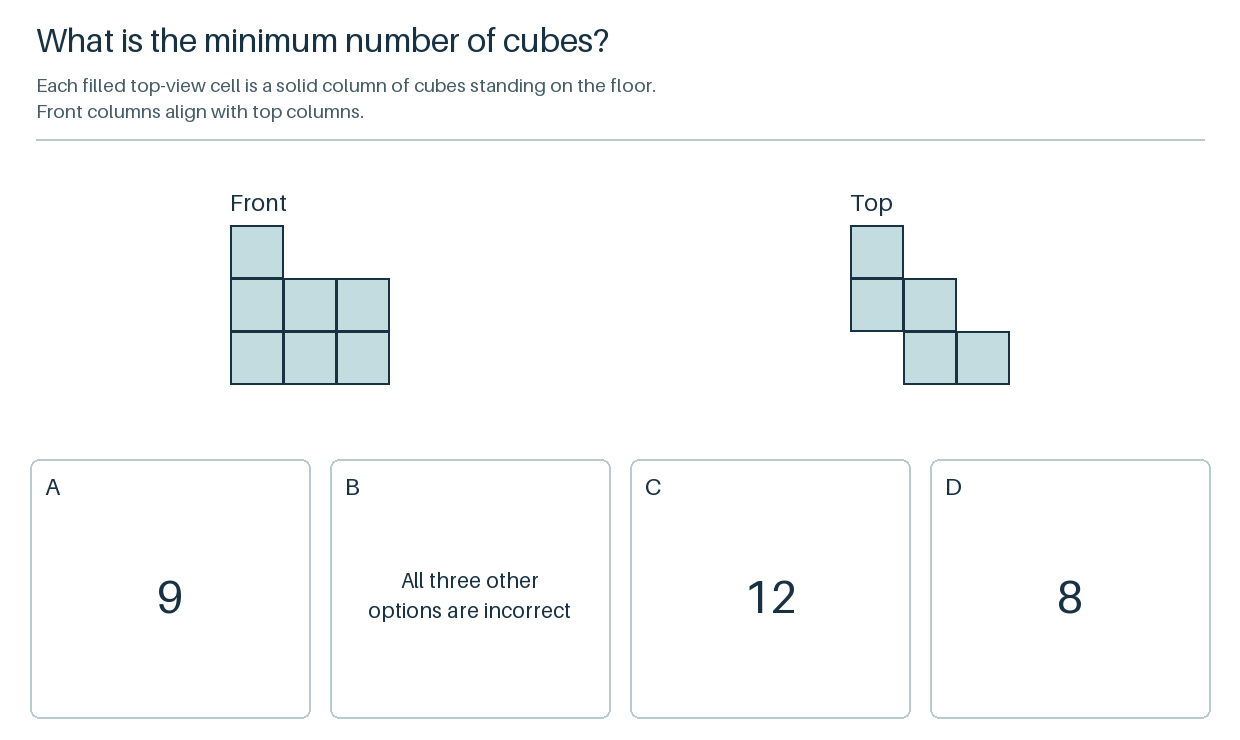 What is the minimum number of cubes?
Each filled top-view cell is a solid column of cubes standing on the floor.
Front columns align with top columns.
Front
Top
A
9
B
All three other
options are incorrect
C
12
D
8